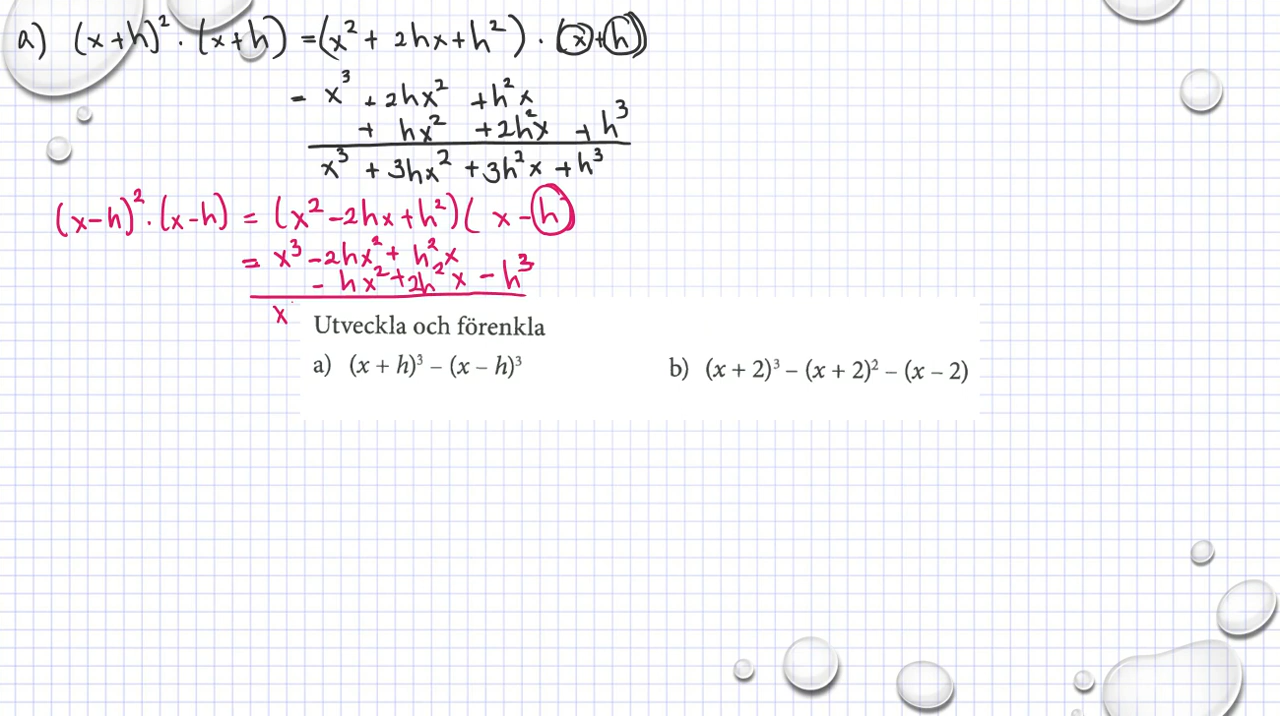 a) (x+h)² · (x+h) = (x² + 2hx + h²) · (x+h)
= x³ + 2hx² + h²x
+ hx² + 2h²x + h³
x³ + 3hx² + 3h²x + h³
(x-h)² · (x-h) = (x² - 2hx + h²)( x - h
= x³ - 2hx² + h²x
- hx² + 2h²x - h³
x
Utveckla och förenkla
a) (x + h)³ – (x – h)³
b) (x + 2)³ – (x + 2)² – (x – 2)